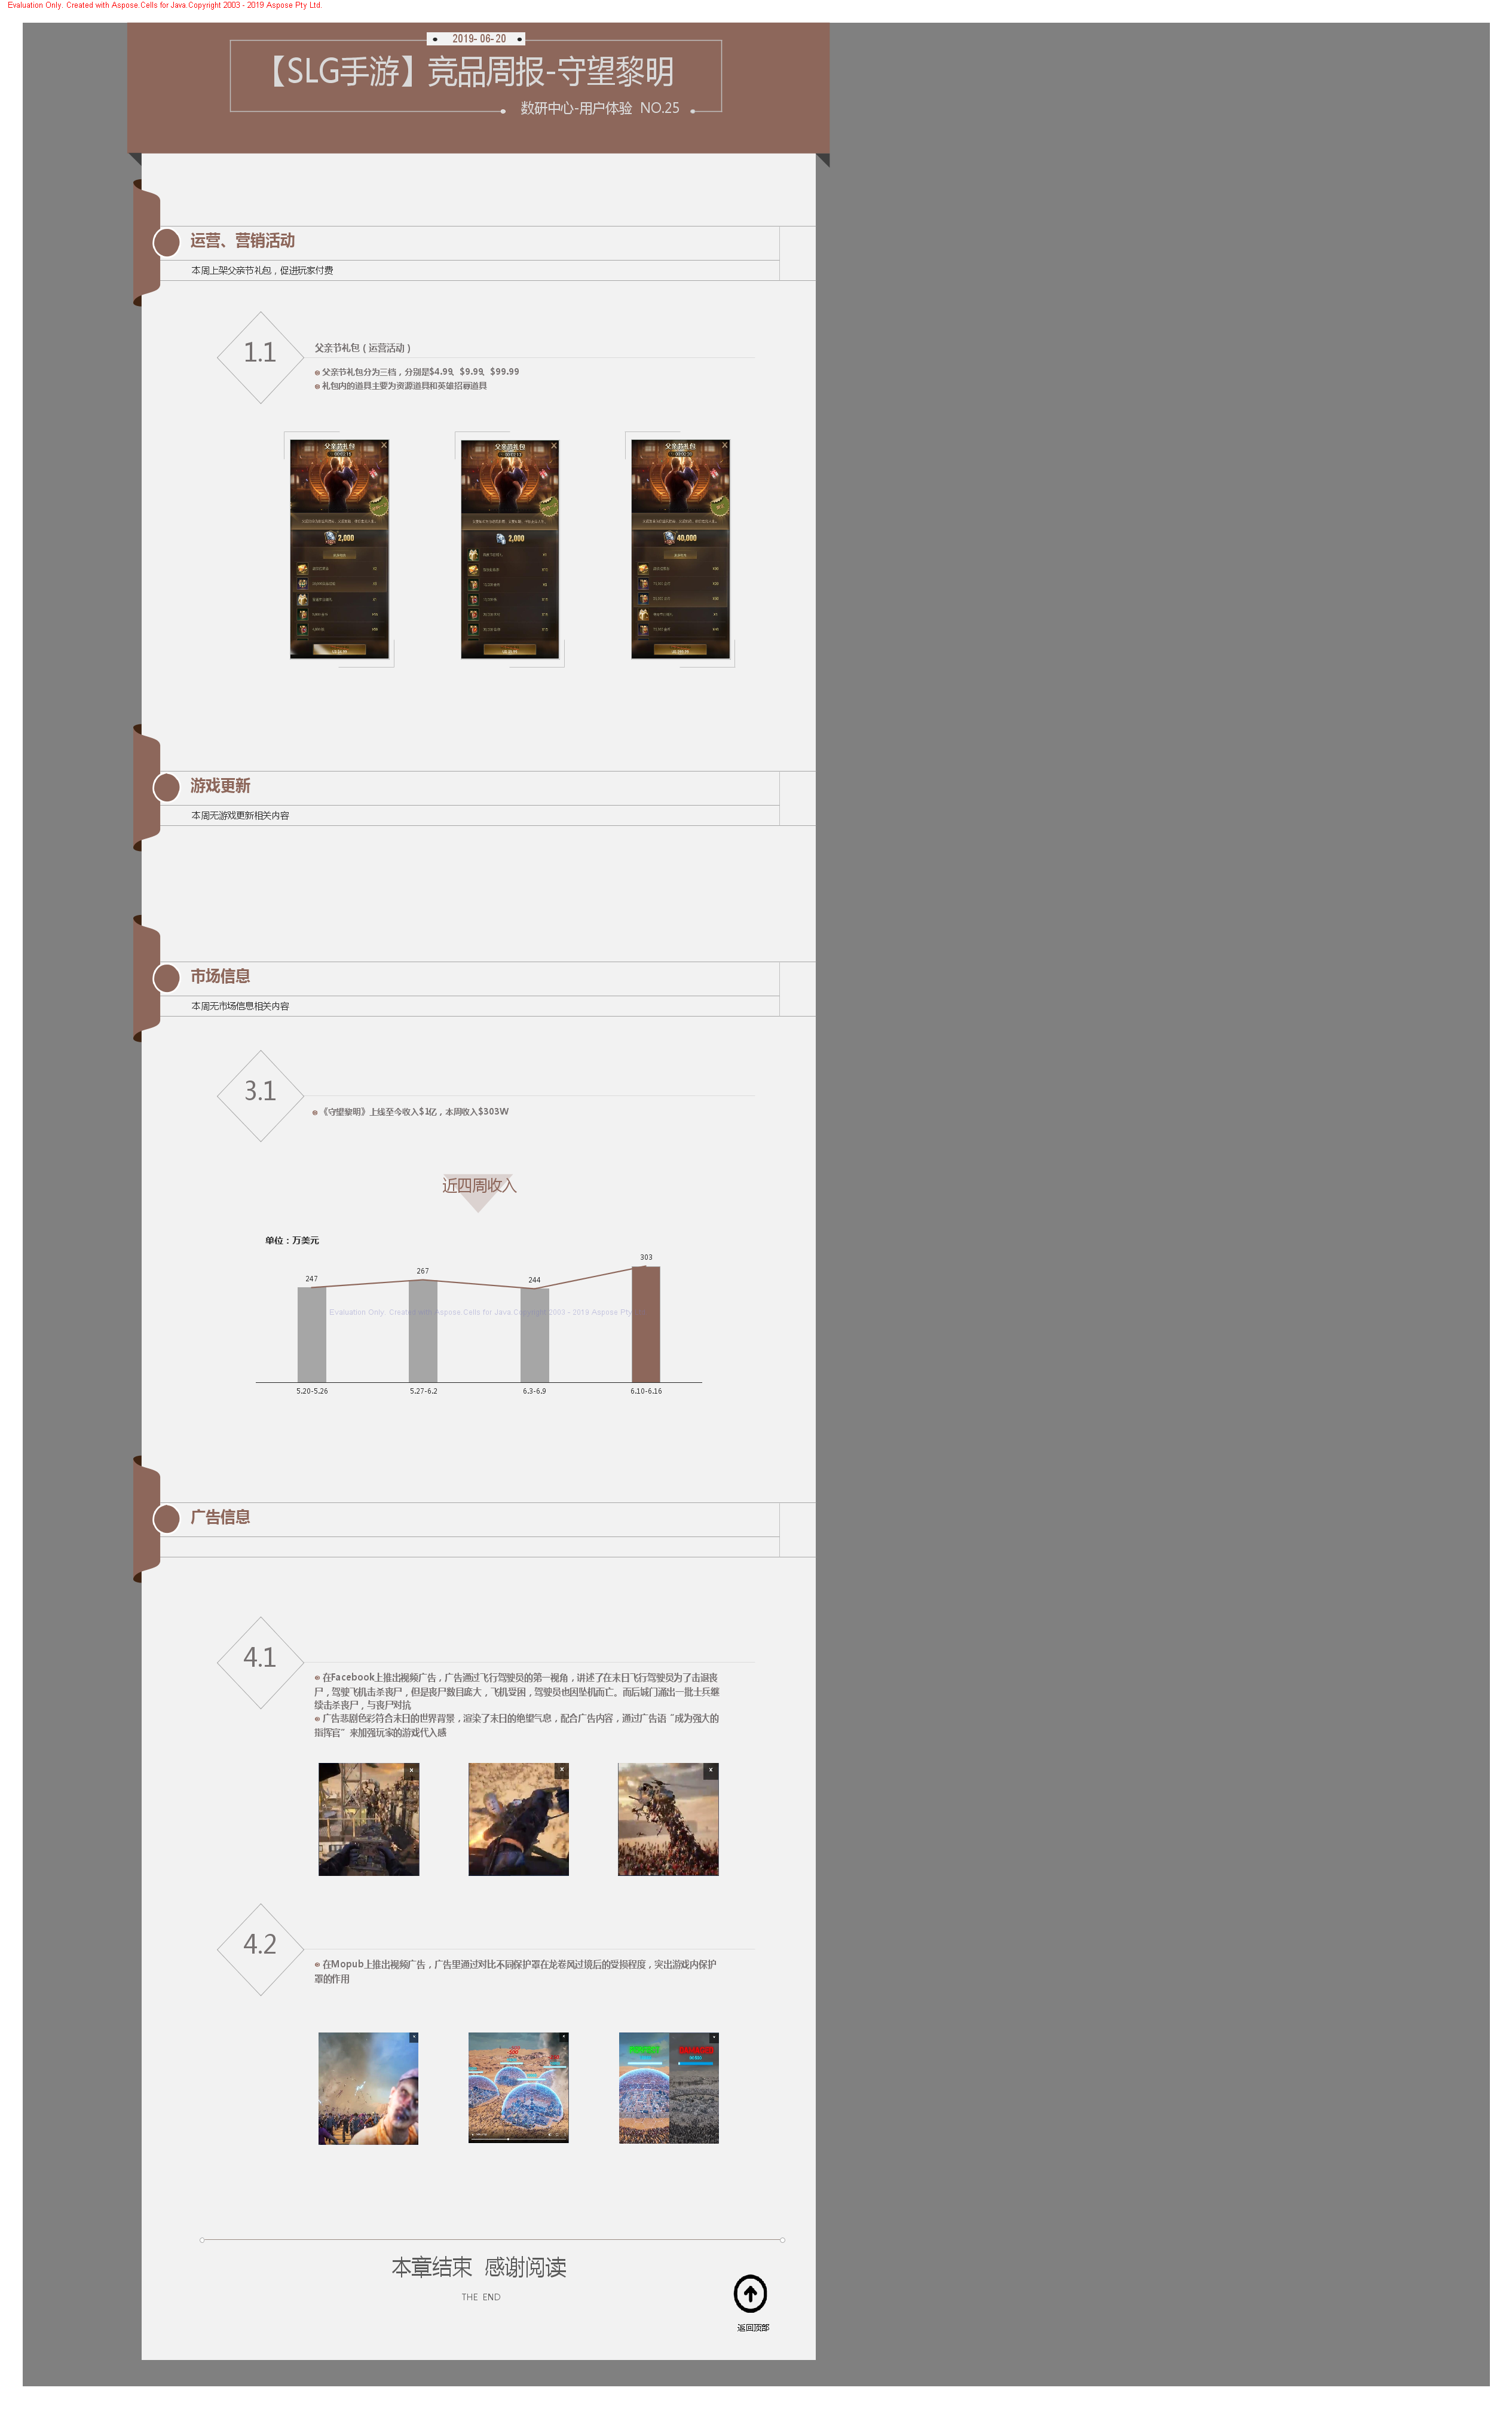 Evaluation Only. Created with Aspose.Cells for Java.Copyright 2003 - 2019 Aspose Pty Ltd.
2019-06-20
【SLG手游】竞品周报-守望黎明
数研中心-用户体验 NO.25
运营、营销活动
本周上架父亲节礼包，促进玩家付费
1.1
父亲节礼包（运营活动）
父亲节礼包分为三档，分别是$4.99、$9.99、$99.99
礼包内的道具主要为资源道具和英雄招募道具
父亲节礼包
父亲节礼包
父亲节礼包
2,000
2,000
40,000
游戏更新
本周无游戏更新相关内容
市场信息
本周无市场信息相关内容
3.1
《守望黎明》上线至今收入$1亿，本周收入$303W
近四周收入
单位：万美元
247
267
244
303
Evaluation Only. Created with Aspose.Cells for Java.Copyright 2003 - 2019 Aspose Pty
5.20-5.26
5.27-6.2
6.3-6.9
6.10-6.16
广告信息
4.1
在Facebook上推出视频广告，广告通过飞行驾驶员的第一视角，讲述了在末日飞行驾驶员为了击退丧
尸，驾驶飞机击杀丧尸，但是丧尸数目庞大，飞机受困，驾驶员也因坠机而亡。而后城门涌出一批士兵继
续击杀丧尸，与丧尸对抗
广告悲剧色彩符合末日的世界背景，渲染了末日的绝望气息，配合广告内容，通过广告语“成为强大的
指挥官”来加强玩家的游戏代入感
4.2
在Mopub上推出视频广告，广告里通过对比不同保护罩在龙卷风过境后的受损程度，突出游戏内保护
罩的作用
本章结束 感谢阅读
THE END
返回顶部